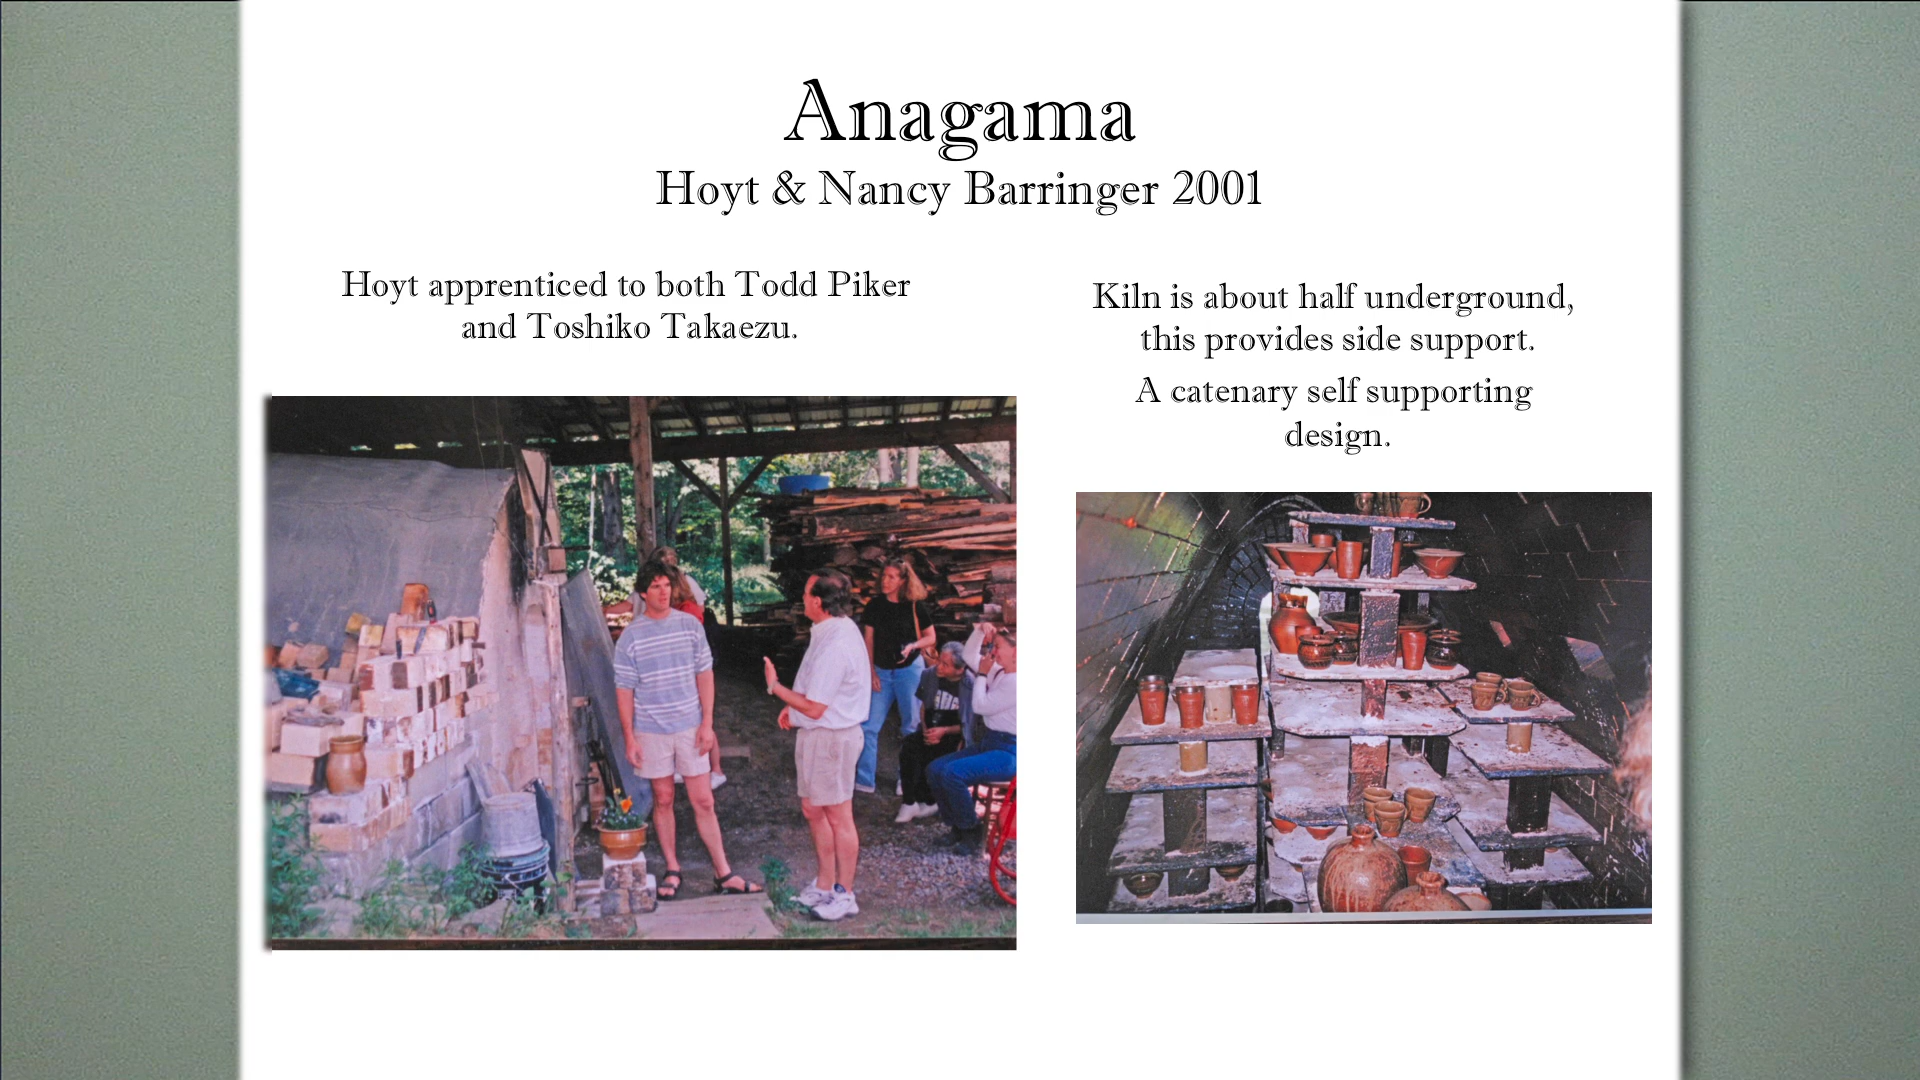 Anagama
Hoyt & Nancy Barringer 2001
Hoyt apprenticed to both Todd Piker
and Toshiko Takaezu.
Kiln is about half underground,
this provides side support.
A catenary self supporting
design.